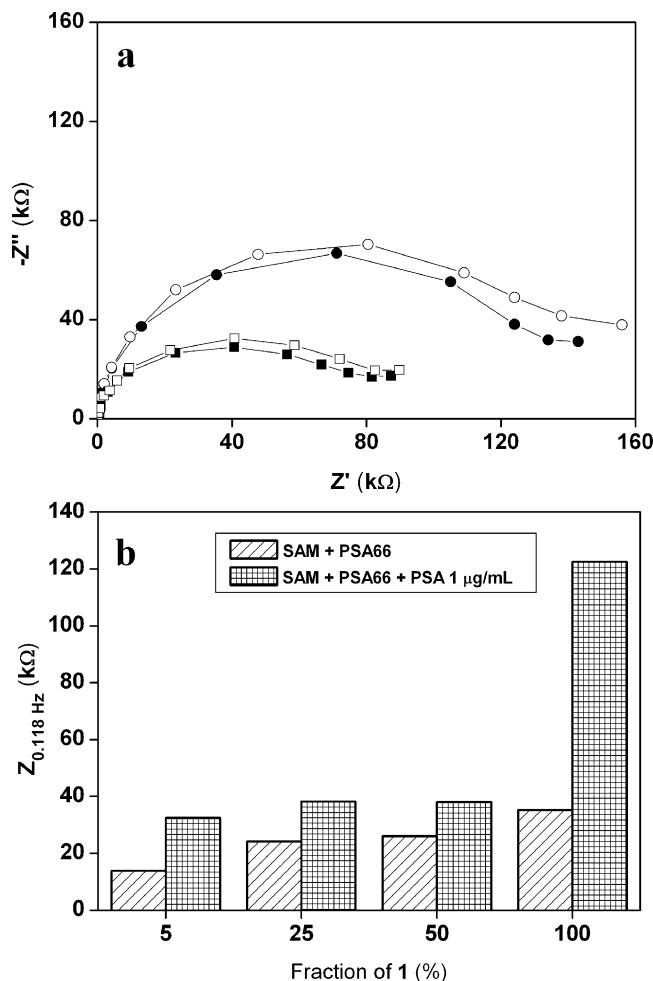 160
a
120
-Z'' (kΩ)
80
40
0
0 40 80 120 160
Z' (kΩ)
140
b
SAM + PSA66
SAM + PSA66 + PSA 1 μg/mL
120
100
Z0.118 Hz (kΩ)
80
60
40
20
0
5 25 50 100
Fraction of 1 (%)